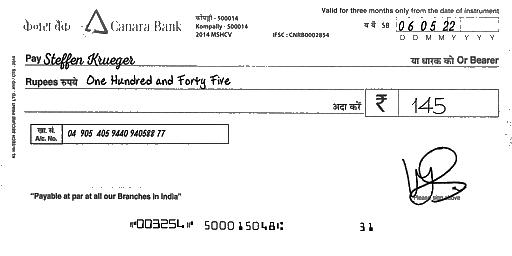 केनरा बैंक Canara Bank
कोंपल्ली - 500014
Kompally - 500014
2014 MSHCV
IFSC : CNRB0002854
Valid for three months only from the date of instrument
SB 06 05 22
D D M M Y Y Y Y
Pay Steffen Krueger या धारक को Or Bearer
Rupees रुपये One Hundred and Forty Five
अदा करें ₹ 145
खा. सं.
A/c. No. 04 905 405 9440 940588 77
Please sign above
"Payable at par at all our Branches in India"
⑈003254⑈ 500015048⑆ 31